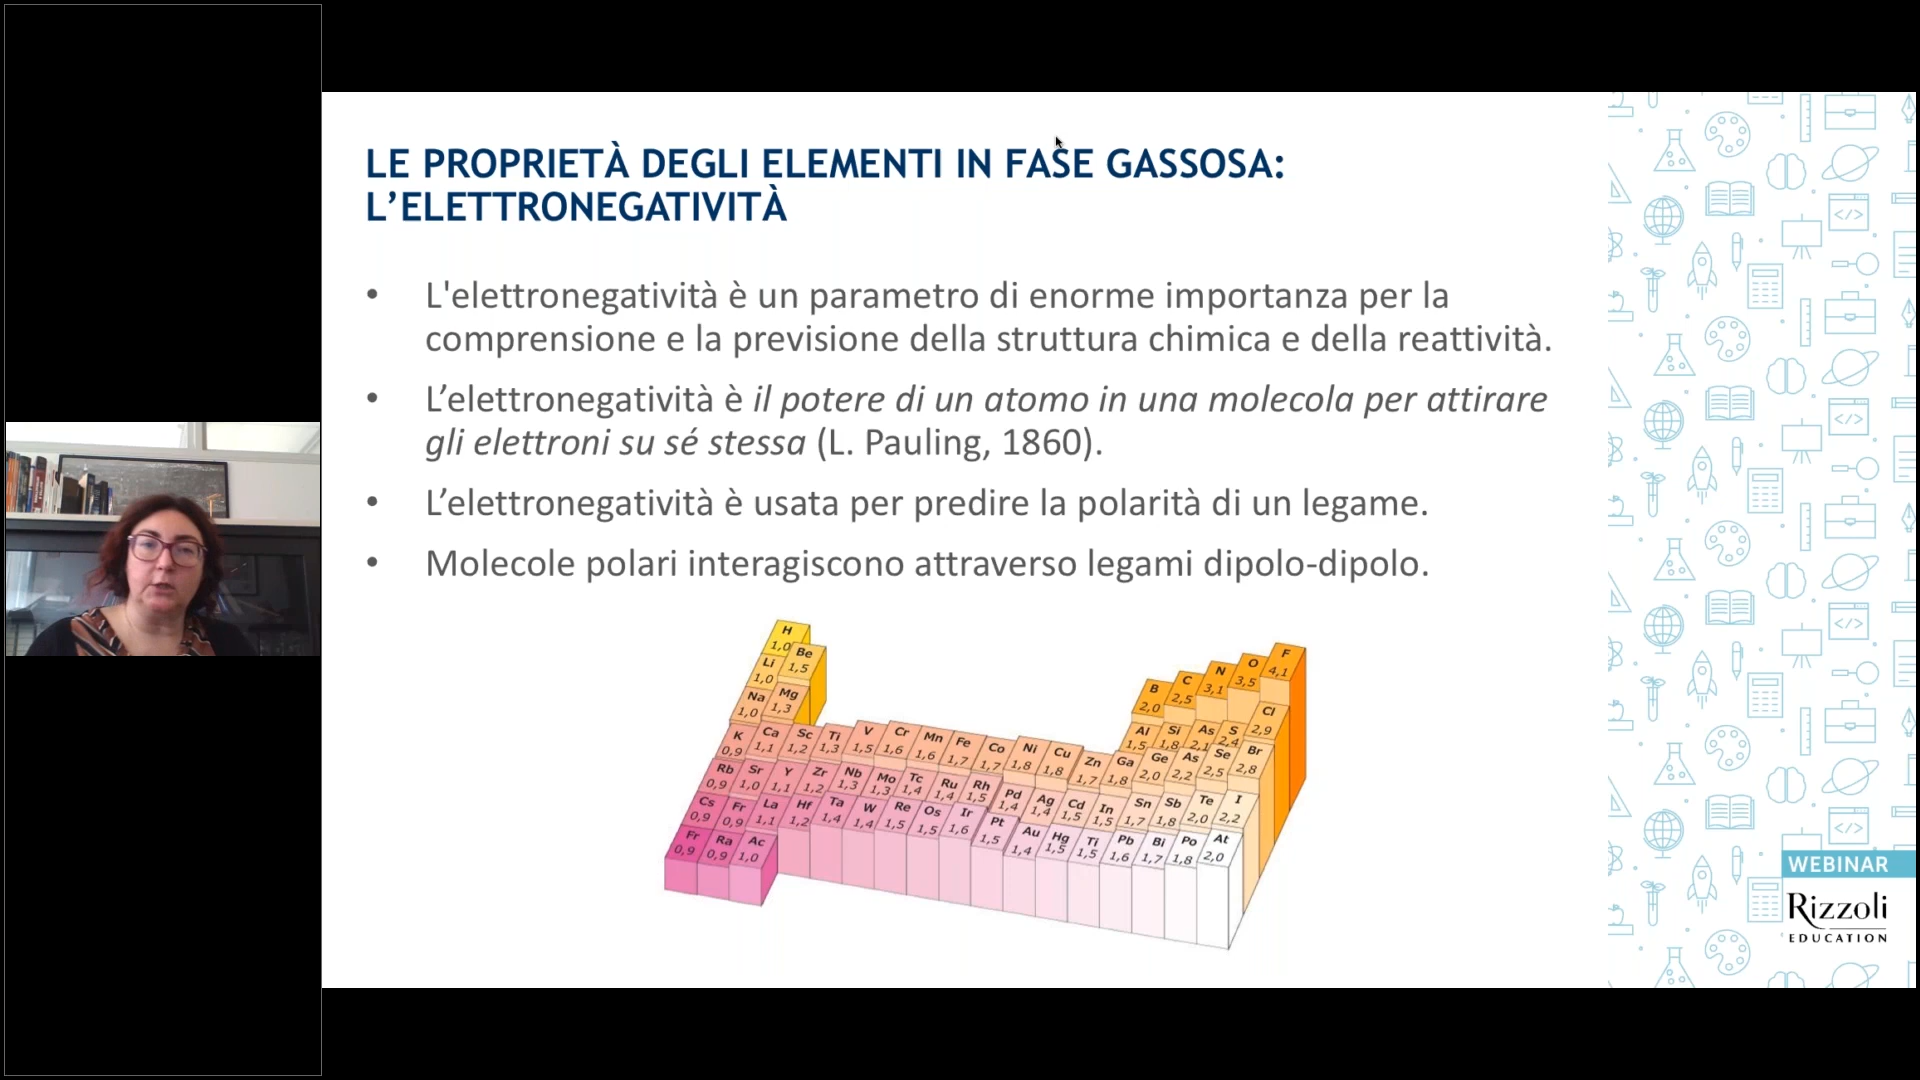 LE PROPRIETÀ DEGLI ELEMENTI IN FASE GASSOSA:
L’ELETTRONEGATIVITÀ
• L'elettronegatività è un parametro di enorme importanza per la
comprensione e la previsione della struttura chimica e della reattività.
• L’elettronegatività è il potere di un atomo in una molecola per attirare
gli elettroni su sé stessa (L. Pauling, 1860).
• L’elettronegatività è usata per predire la polarità di un legame.
• Molecole polari interagiscono attraverso legami dipolo-dipolo.
H 1,0
Li 1,0 Be 1,5 B 2,0 C 2,5 N 3,1 O 3,5 F 4,1
Na 1,0 Mg 1,3 Al 1,5 Si 1,8 As 2,1 S 2,4 Cl 2,9
K 0,9 Ca 1,1 Sc 1,2 Ti 1,3 V 1,5 Cr 1,6 Mn 1,6 Fe 1,7 Co 1,7 Ni 1,8 Cu 1,8 Zn 1,7 Ga 1,8 Ge 2,0 As 2,2 Se 2,5 Br 2,8
Rb 0,9 Sr 1,0 Y 1,1 Zr 1,2 Nb 1,3 Mo 1,3 Tc 1,4 Ru 1,4 Rh 1,5 Pd 1,4 Ag 1,4 Cd 1,5 In 1,5 Sn 1,7 Sb 1,8 Te 2,0 I 2,2
Cs 0,9 Fr 0,9 La 1,1 Hf 1,2 Ta 1,4 W 1,4 Re 1,5 Os 1,5 Ir 1,6 Pt 1,5 Au 1,4 Hg 1,5 Ti 1,5 Pb 1,6 Bi 1,7 Po 1,8 At 2,0
Fr 0,9 Ra 0,9 Ac 1,0
WEBINAR
Rizzoli
EDUCATION